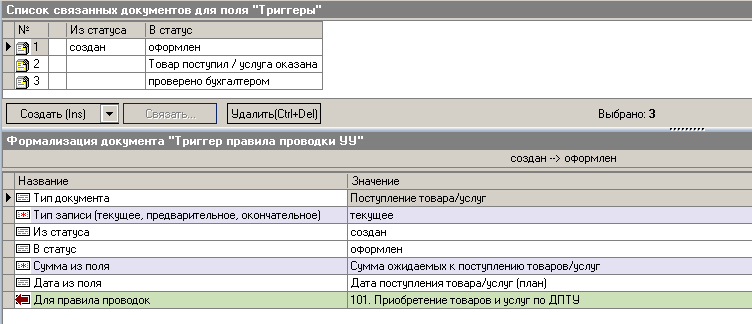 Список связанных документов для поля "Триггеры"
№ Из статуса В статус
1 создан оформлен
2 Товар поступил / услуга оказана
3 проверено бухгалтером
Создать (Ins) Связать... Удалить(Ctrl+Del) Выбрано: 3
Формализация документа "Триггер правила проводки УУ"
создан --> оформлен
Название Значение
Тип документа Поступление товара/услуг
Тип записи (текущее, предварительное, окончательное) текущее
Из статуса создан
В статус оформлен
Сумма из поля Сумма ожидаемых к поступлению товаров/услуг
Дата из поля Дата поступления товара/услуг (план)
Для правила проводок 101. Приобретение товаров и услуг по ДПТУ